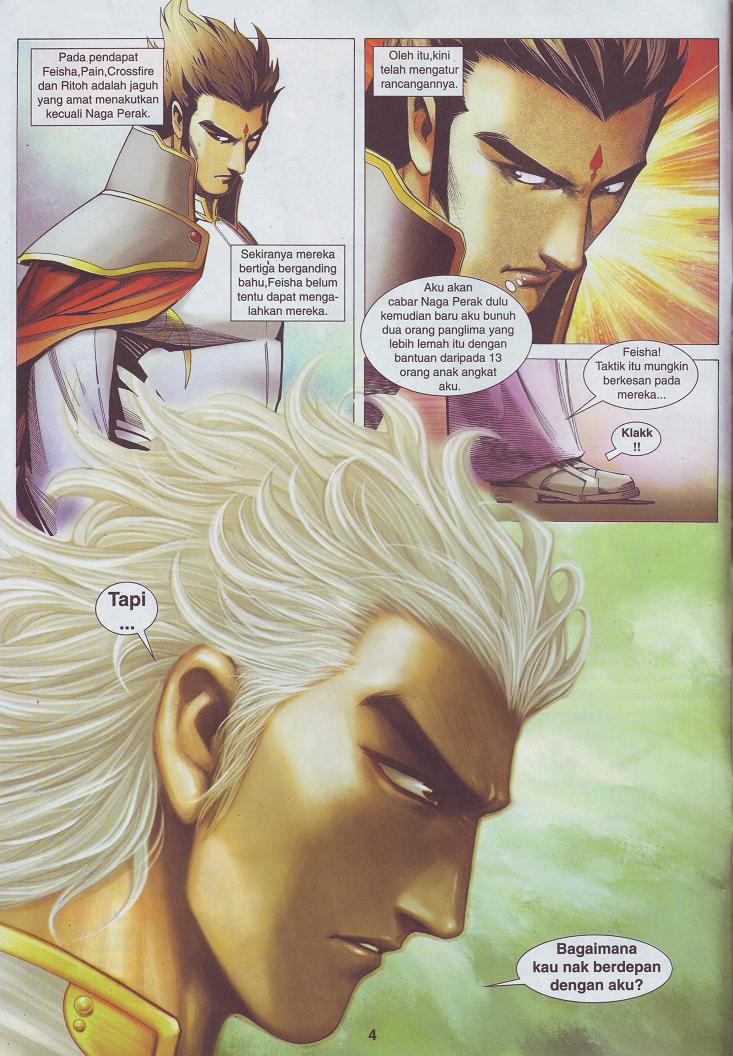 Pada pendapat
Feisha,Pain,Crossfire
dan Ritoh adalah jaguh
yang amat menakutkan
kecuali Naga Perak.
Sekiranya mereka
bertiga berganding
bahu,Feisha belum
tentu dapat menga-
lahkan mereka.
Oleh itu,kini
telah mengatur
rancangannya.
Aku akan
cabar Naga Perak dulu
kemudian baru aku bunuh
dua orang panglima yang
lebih lemah itu dengan
bantuan daripada 13
orang anak angkat
aku.
Feisha!
Taktik itu mungkin
berkesan pada
mereka...
Klakk
!!
Tapi
...
Bagaimana
kau nak berdepan
dengan aku?
4